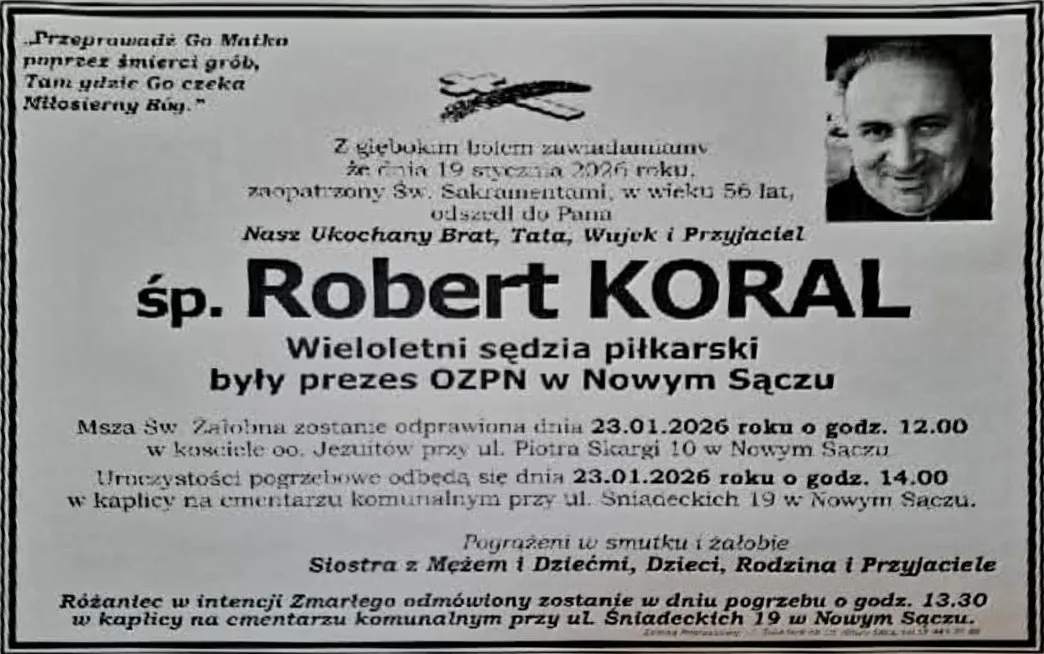 „Przeprowadź Go Matko
poprzez śmierci grób,
Tam gdzie Go czeka
Miłosierny Bóg.”
Z głębokim bólem zawiadamiamy,
że dnia 19 stycznia 2026 roku,
zaopatrzony Św. Sakramentami, w wieku 56 lat,
odszedł do Pana
Nasz Ukochany Brat, Tata, Wujek i Przyjaciel
śp. Robert KORAL
Wieloletni sędzia piłkarski
były prezes OZPN w Nowym Sączu
Msza Św. Żałobna zostanie odprawiona dnia 23.01.2026 roku o godz. 12.00
w kościele oo. Jezuitów przy ul. Piotra Skargi 10 w Nowym Sączu.
Uroczystości pogrzebowe odbędą się dnia 23.01.2026 roku o godz. 14.00
w kaplicy na cmentarzu komunalnym przy ul. Śniadeckich 19 w Nowym Sączu.
Pogrążeni w smutku i żałobie
Siostra z Mężem i Dziećmi, Dzieci, Rodzina i Przyjaciele
Różaniec w intencji Zmarłego odmówiony zostanie w dniu pogrzebu o godz. 13.30
w kaplicy na cmentarzu komunalnym przy ul. Śniadeckich 19 w Nowym Sączu.